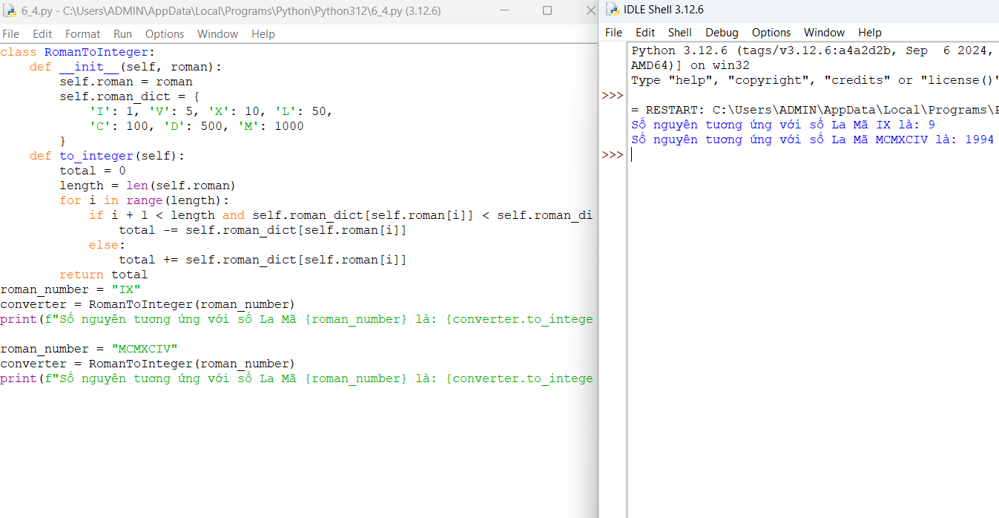 6_4.py - C:\Users\ADMIN\AppData\Local\Programs\Python\Python312\6_4.py (3.12.6)
File Edit Format Run Options Window Help
class RomanToInteger:
    def __init__(self, roman):
        self.roman = roman
        self.roman_dict = {
            'I': 1, 'V': 5, 'X': 10, 'L': 50,
            'C': 100, 'D': 500, 'M': 1000
        }
    def to_integer(self):
        total = 0
        length = len(self.roman)
        for i in range(length):
            if i + 1 < length and self.roman_dict[self.roman[i]] < self.roman_di
                total -= self.roman_dict[self.roman[i]]
            else:
                total += self.roman_dict[self.roman[i]]
        return total
roman_number = "IX"
converter = RomanToInteger(roman_number)
print(f"Số nguyên tương ứng với số La Mã {roman_number} là: {converter.to_intege
roman_number = "MCMXCIV"
converter = RomanToInteger(roman_number)
print(f"Số nguyên tương ứng với số La Mã {roman_number} là: {converter.to_intege
IDLE Shell 3.12.6
File Edit Shell Debug Options Window Help
Python 3.12.6 (tags/v3.12.6:a4a2d2b, Sep  6 2024,
AMD64)] on win32
Type "help", "copyright", "credits" or "license()"
>>>
= RESTART: C:\Users\ADMIN\AppData\Local\Programs\P
Số nguyên tương ứng với số La Mã IX là: 9
Số nguyên tương ứng với số La Mã MCMXCIV là: 1994
>>>